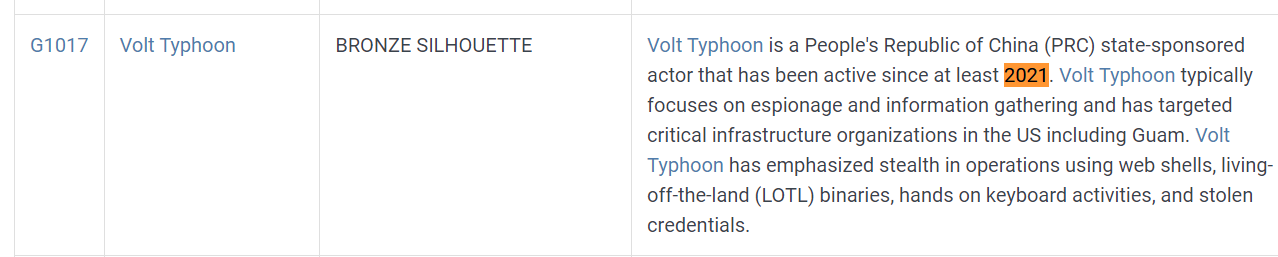 G1017 Volt Typhoon BRONZE SILHOUETTE Volt Typhoon is a People's Republic of China (PRC) state-sponsored
actor that has been active since at least 2021. Volt Typhoon typically
focuses on espionage and information gathering and has targeted
critical infrastructure organizations in the US including Guam. Volt
Typhoon has emphasized stealth in operations using web shells, living-
off-the-land (LOTL) binaries, hands on keyboard activities, and stolen
credentials.